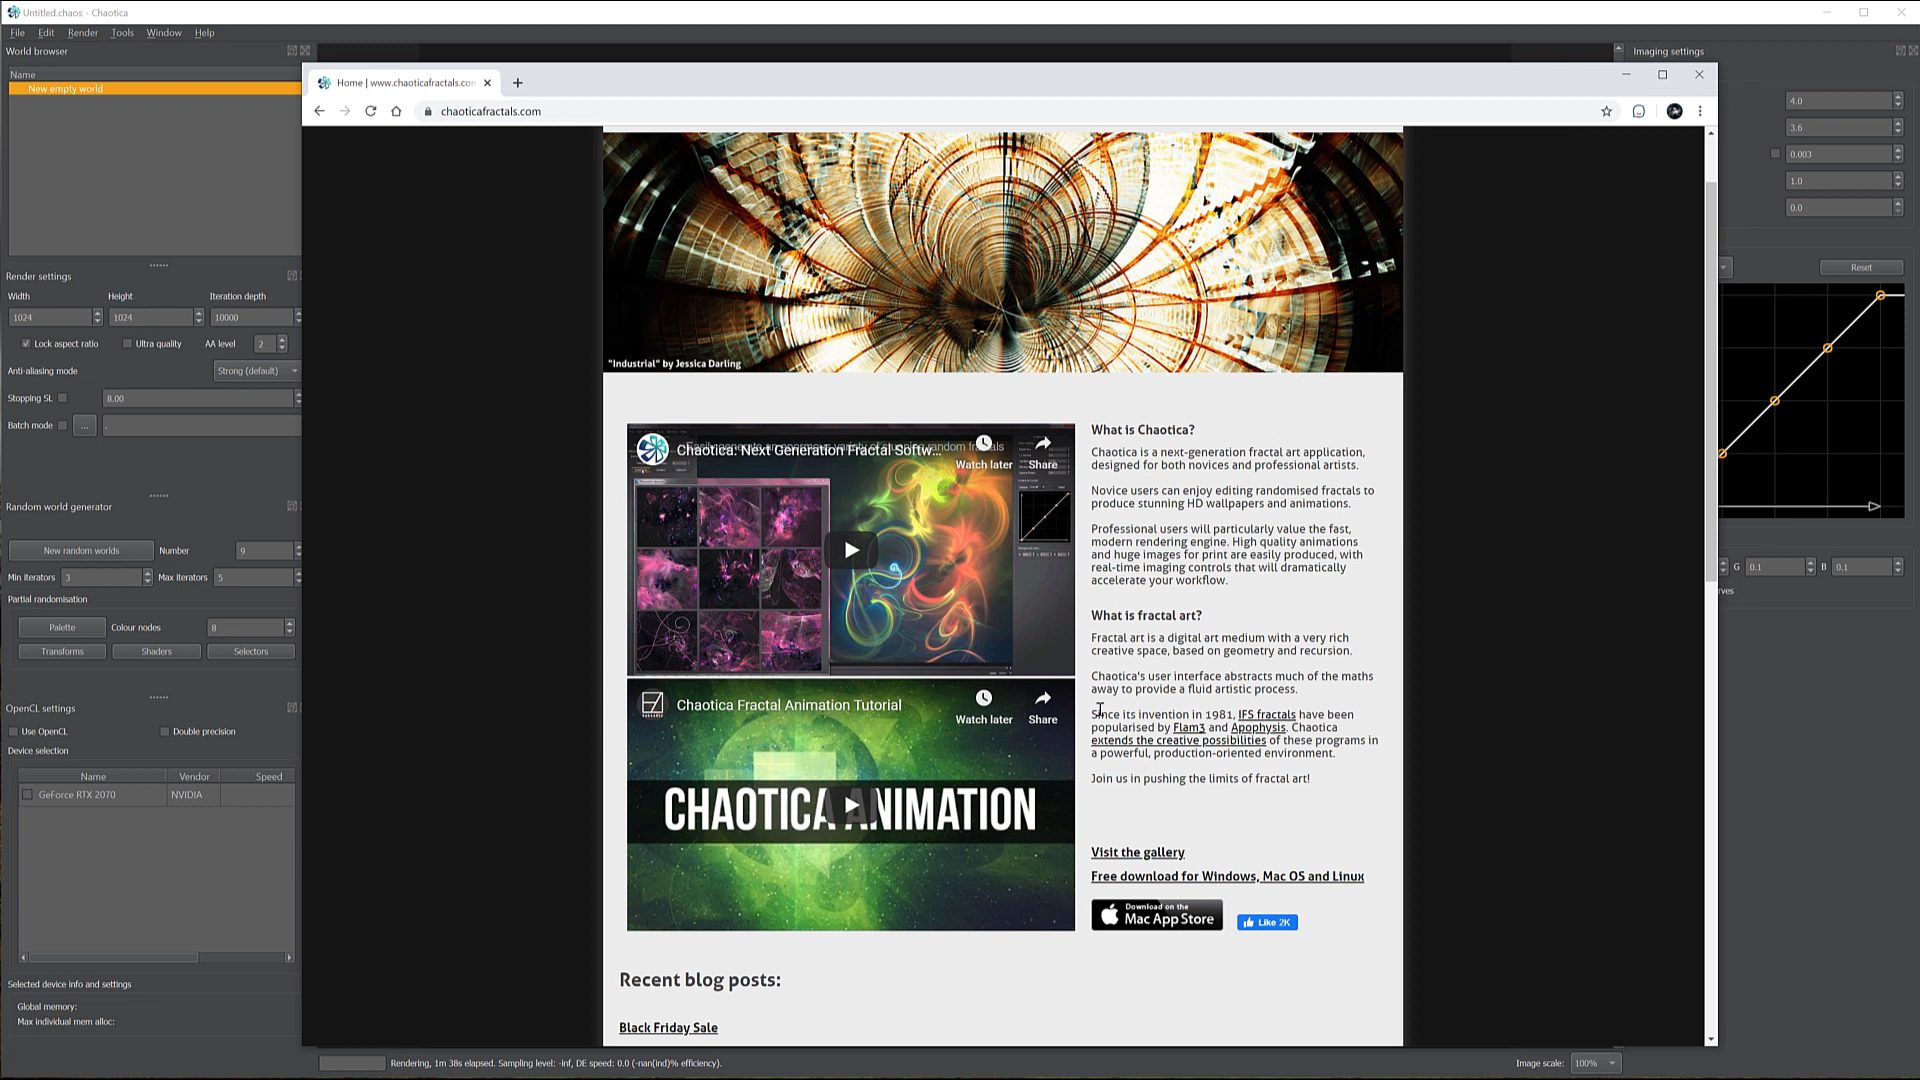 Untitled.chaos - Chaotica
File Edit Render Tools Window Help
World browser
Name
New empty world
Render settings
Width Height Iteration depth
1024 1024 10000
Lock aspect ratio Ultra quality AA level 2
Anti-aliasing mode Strong (default)
Stopping SL 8.00
Batch mode ... .
Random world generator
New random worlds Number 9
Min iterators 3 Max iterators 5
Partial randomisation
Palette Colour nodes 8
Transforms Shaders Selectors
OpenCL settings
Use OpenCL Double precision
Device selection
Name Vendor Speed
GeForce RTX 2070 NVIDIA
Selected device info and settings
Global memory:
Max individual mem alloc:
Home | www.chaoticafractals.con
chaoticafractals.com
"Industrial" by Jessica Darling
Chaotica: Next Generation Fractal Softw...
Watch later Share
Chaotica Fractal Animation Tutorial
Watch later Share
CHAOTICA ANIMATION
What is Chaotica?
Chaotica is a next-generation fractal art application,
designed for both novices and professional artists.
Novice users can enjoy editing randomised fractals to
produce stunning HD wallpapers and animations.
Professional users will particularly value the fast,
modern rendering engine. High quality animations
and huge images for print are easily produced, with
real-time imaging controls that will dramatically
accelerate your workflow.
What is fractal art?
Fractal art is a digital art medium with a very rich
creative space, based on geometry and recursion.
Chaotica's user interface abstracts much of the maths
away to provide a fluid artistic process.
Since its invention in 1981, IFS fractals have been
popularised by Flam3 and Apophysis. Chaotica
extends the creative possibilities of these programs in
a powerful, production-oriented environment.
Join us in pushing the limits of fractal art!
Visit the gallery
Free download for Windows, Mac OS and Linux
Download on the
Mac App Store
Like 2K
Recent blog posts:
Black Friday Sale
Imaging settings
4.0
3.6
0.003
1.0
0.0
Reset
G 0.1 B 0.1
rves
Rendering, 1m 38s elapsed. Sampling level: -inf, DE speed: 0.0 (-nan(ind)% efficiency).
Image scale: 100%